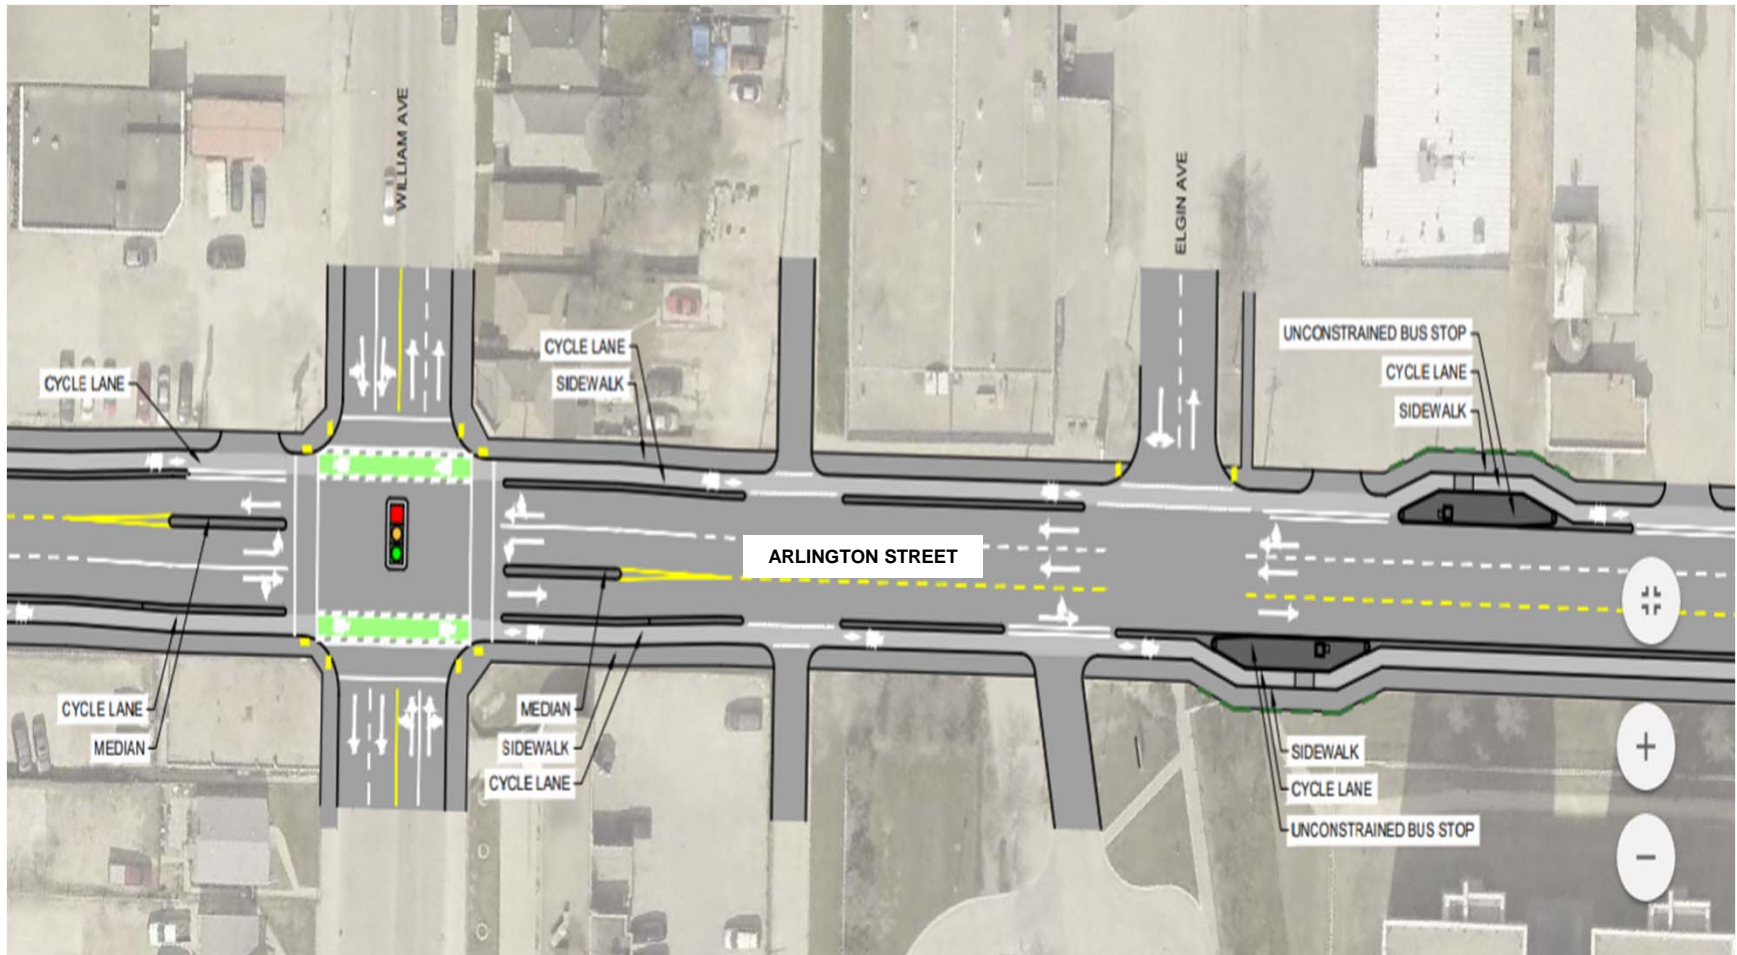 WILLIAM AVE
ELGIN AVE
UNCONSTRAINED BUS STOP
CYCLE LANE
SIDEWALK
CYCLE LANE
SIDEWALK
CYCLE LANE
ARLINGTON STREET
CYCLE LANE
MEDIAN
MEDIAN
SIDEWALK
CYCLE LANE
SIDEWALK
CYCLE LANE
UNCONSTRAINED BUS STOP